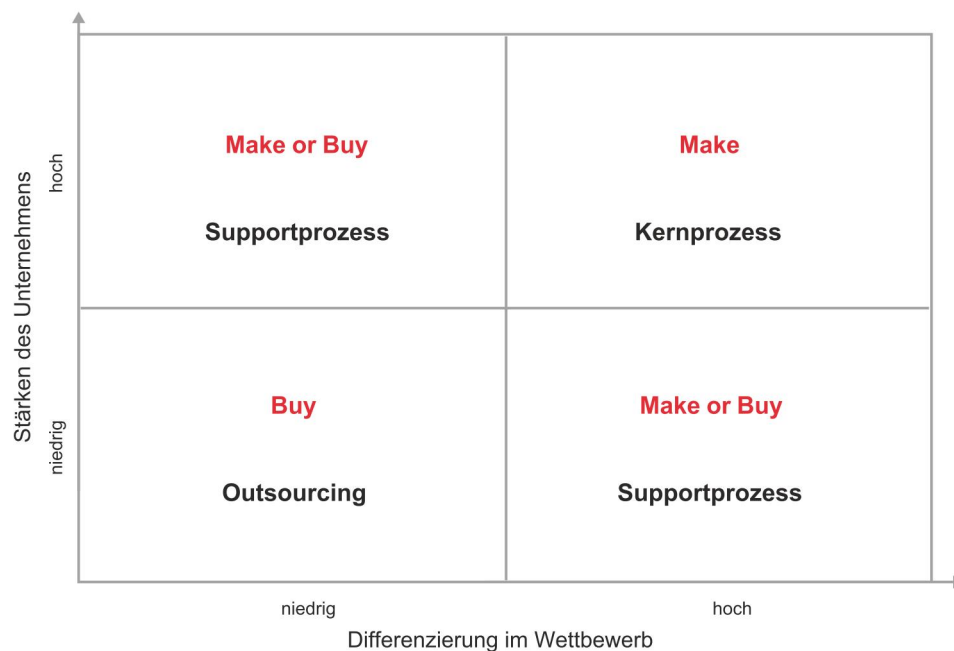 Stärken des Unternehmens
hoch
niedrig
Make or Buy
Supportprozess
Make
Kernprozess
Buy
Outsourcing
Make or Buy
Supportprozess
niedrig
hoch
Differenzierung im Wettbewerb